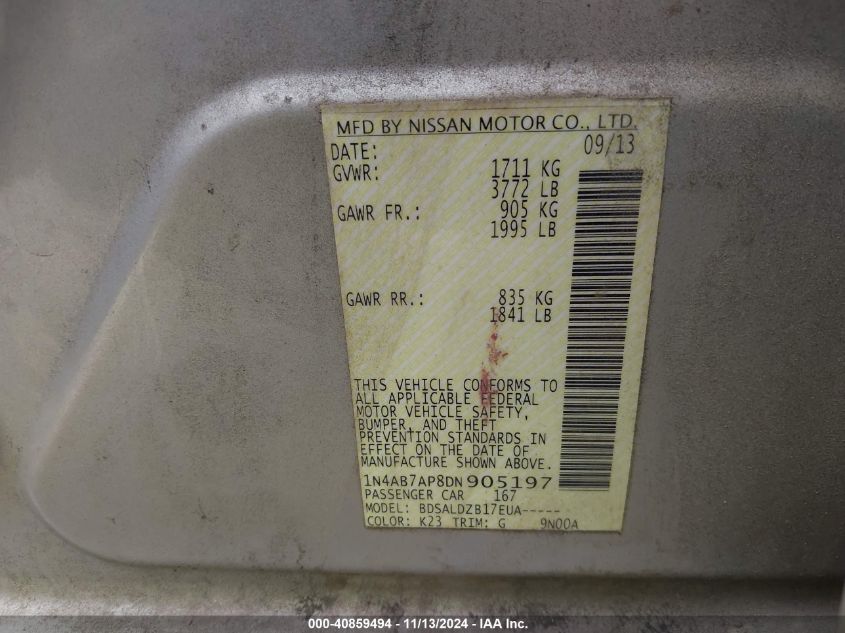 MFD BY NISSAN MOTOR CO., LTD.
DATE: 09/13
GVWR: 1711 KG
3772 LB
GAWR FR.: 905 KG
1995 LB
GAWR RR.: 835 KG
1841 LB
THIS VEHICLE CONFORMS TO
ALL APPLICABLE FEDERAL
MOTOR VEHICLE SAFETY,
BUMPER, AND THEFT
PREVENTION STANDARDS IN
EFFECT ON THE DATE OF
MANUFACTURE SHOWN ABOVE.
1N4AB7AP8DN905197
PASSENGER CAR 167
MODEL: BDSALDZB17EUA-----
COLOR: K23 TRIM: G 9N00A
000-40859494 - 11/13/2024 - IAA Inc.